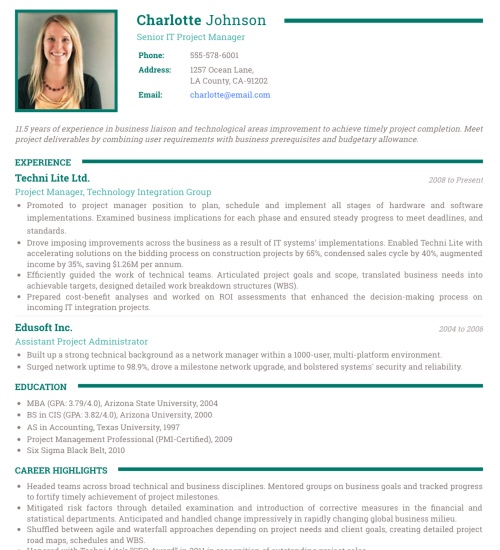 Charlotte Johnson
Senior IT Project Manager
Phone: 555-578-6001
Address: 1257 Ocean Lane,
LA County, CA-91202
Email: charlotte@email.com
11.5 years of experience in business liaison and technological areas improvement to achieve timely project completion. Meet
project deliverables by combining user requirements with business prerequisites and budgetary allowance.
EXPERIENCE
Techni Lite Ltd. 2008 to Present
Project Manager, Technology Integration Group
• Promoted to project manager position to plan, schedule and implement all stages of hardware and software
implementations. Examined business implications for each phase and ensured steady progress to meet deadlines, and
standards.
• Drove imposing improvements across the business as a result of IT systems' implementations. Enabled Techni Lite with
accelerating solutions on the bidding process on construction projects by 65%, condensed sales cycle by 40%, augmented
income by 35%, saving $1.26M per annum.
• Efficiently guided the work of technical teams. Articulated project goals and scope, translated business needs into
achievable targets, designed detailed work breakdown structures (WBS).
• Prepared cost-benefit analyses and worked on ROI assessments that enhanced the decision-making process on
incoming IT integration projects.
Edusoft Inc. 2004 to 2008
Assistant Project Administrator
• Built up a strong technical background as a network manager within a 1000-user, multi-platform environment.
• Surged network uptime to 98.9%, drove a milestone network upgrade, and bolstered systems' security and reliability.
EDUCATION
• MBA (GPA: 3.79/4.0), Arizona State University, 2004
• BS in CIS (GPA: 3.82/4.0), Arizona University, 2000
• AS in Accounting, Texas University, 1997
• Project Management Professional (PMI-Certified), 2009
• Six Sigma Black Belt, 2010
CAREER HIGHLIGHTS
• Headed teams across broad technical and business disciplines. Mentored groups on business goals and tracked progress
to fortify timely achievement of project milestones.
• Mitigated risk factors through detailed examination and introduction of corrective measures in the financial and
statistical departments. Anticipated and handled change impressively in rapidly changing global business milieu.
• Shuffled between agile and waterfall approaches depending on project needs and client goals, creating detailed project
road maps, schedules and WBS.